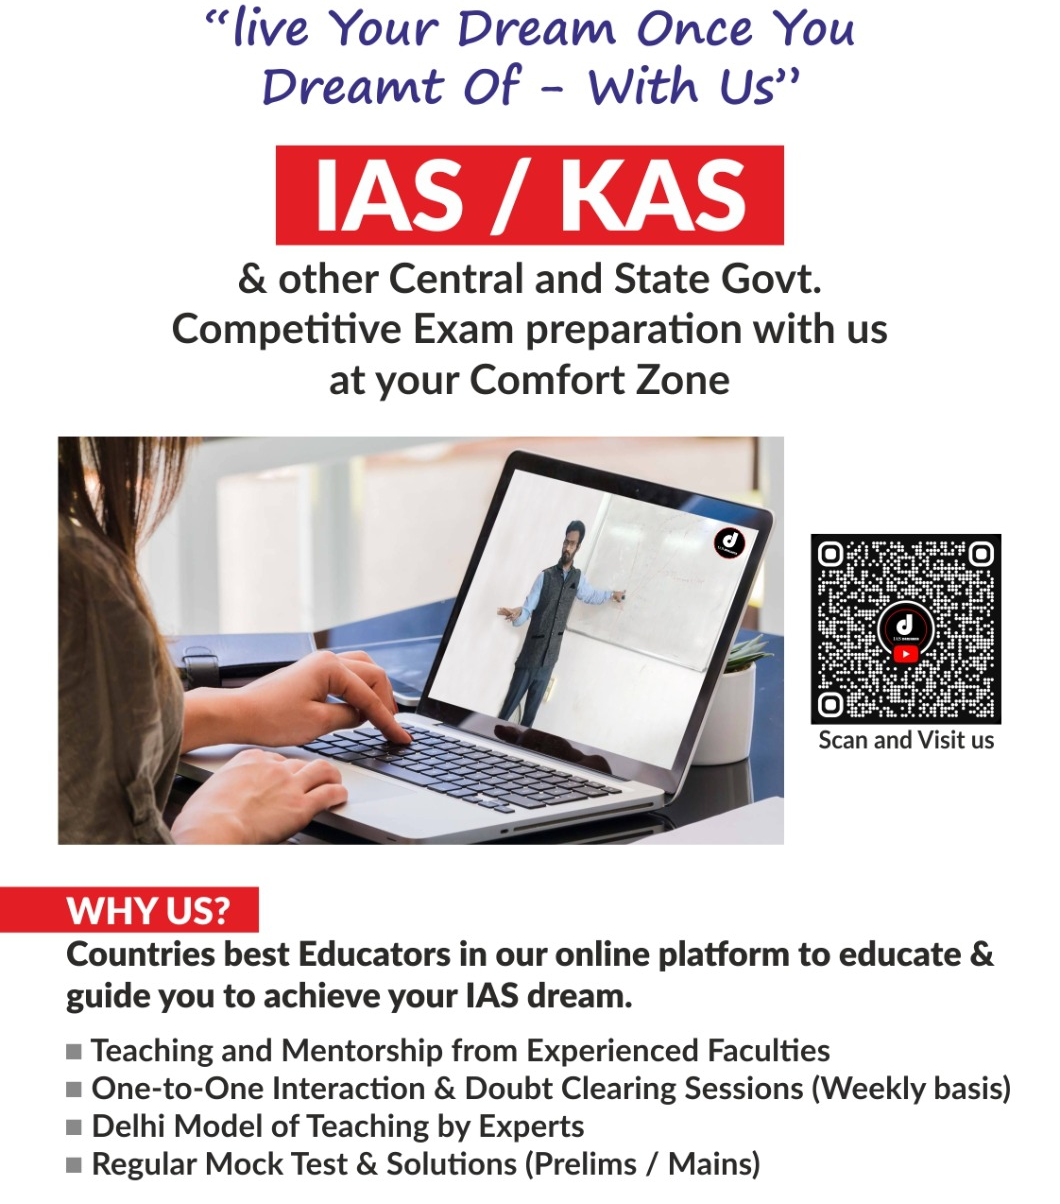 “live Your Dream Once You
Dreamt Of - With Us”
IAS / KAS
& other Central and State Govt.
Competitive Exam preparation with us
at your Comfort Zone
d
d
Scan and Visit us
WHY US?
Countries best Educators in our online platform to educate &
guide you to achieve your IAS dream.
Teaching and Mentorship from Experienced Faculties
One-to-One Interaction & Doubt Clearing Sessions (Weekly basis)
Delhi Model of Teaching by Experts
Regular Mock Test & Solutions (Prelims / Mains)